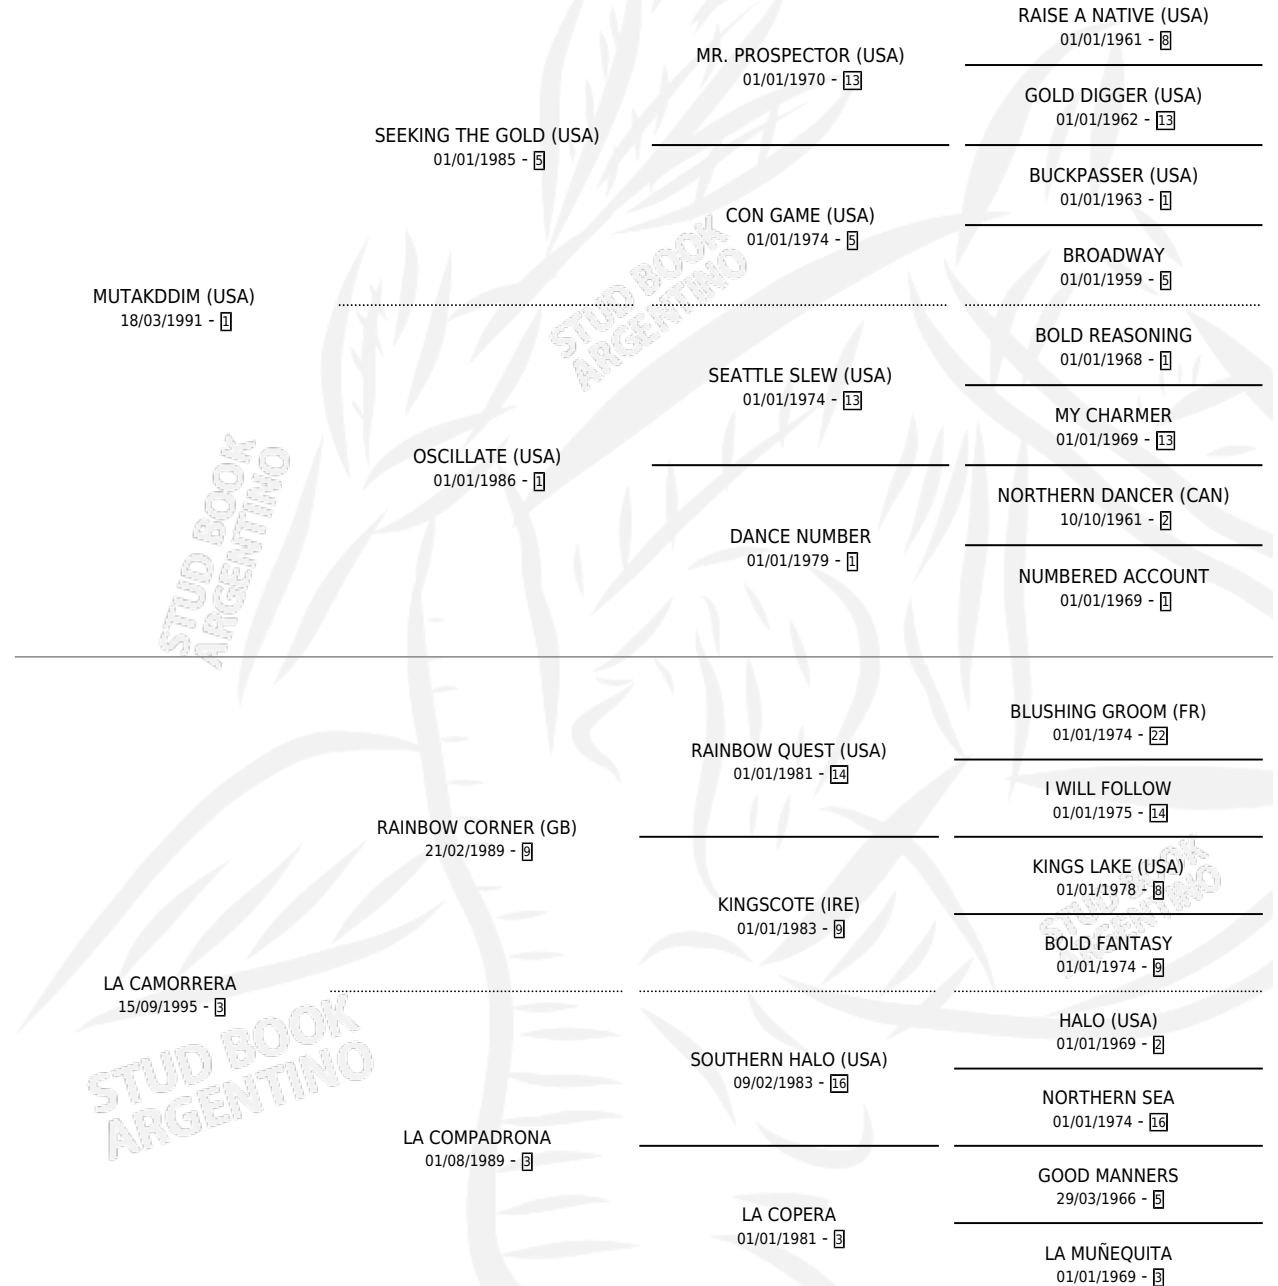 RAISE A NATIVE (USA)
01/01/1961 - 8
MR. PROSPECTOR (USA)
01/01/1970 - 13
GOLD DIGGER (USA)
01/01/1962 - 13
SEEKING THE GOLD (USA)
01/01/1985 - 5
BUCKPASSER (USA)
01/01/1963 - 1
CON GAME (USA)
01/01/1974 - 5
BROADWAY
01/01/1959 - 5
MUTAKDDIM (USA)
18/03/1991 - 1
STUD BOOK
ARGENTINO
BOLD REASONING
01/01/1968 - 1
SEATTLE SLEW (USA)
01/01/1974 - 13
MY CHARMER
01/01/1969 - 13
OSCILLATE (USA)
01/01/1986 - 1
NORTHERN DANCER (CAN)
10/10/1961 - 2
DANCE NUMBER
01/01/1979 - 1
NUMBERED ACCOUNT
01/01/1969 - 1
STUD BOOK
ARGENTINO
BLUSHING GROOM (FR)
01/01/1974 - 22
RAINBOW QUEST (USA)
01/01/1981 - 14
I WILL FOLLOW
01/01/1975 - 14
RAINBOW CORNER (GB)
21/02/1989 - 9
KINGS LAKE (USA)
01/01/1978 - 8
KINGSCOTE (IRE)
01/01/1983 - 9
STUD BOOK
ARGENTINO
BOLD FANTASY
01/01/1974 - 9
LA CAMORRERA
15/09/1995 - 3
HALO (USA)
01/01/1969 - 2
SOUTHERN HALO (USA)
09/02/1983 - 16
NORTHERN SEA
01/01/1974 - 16
STUD BOOK
ARGENTINO
LA COMPADRONA
01/08/1989 - 3
GOOD MANNERS
29/03/1966 - 5
LA COPERA
01/01/1981 - 3
LA MUÑEQUITA
01/01/1969 - 3